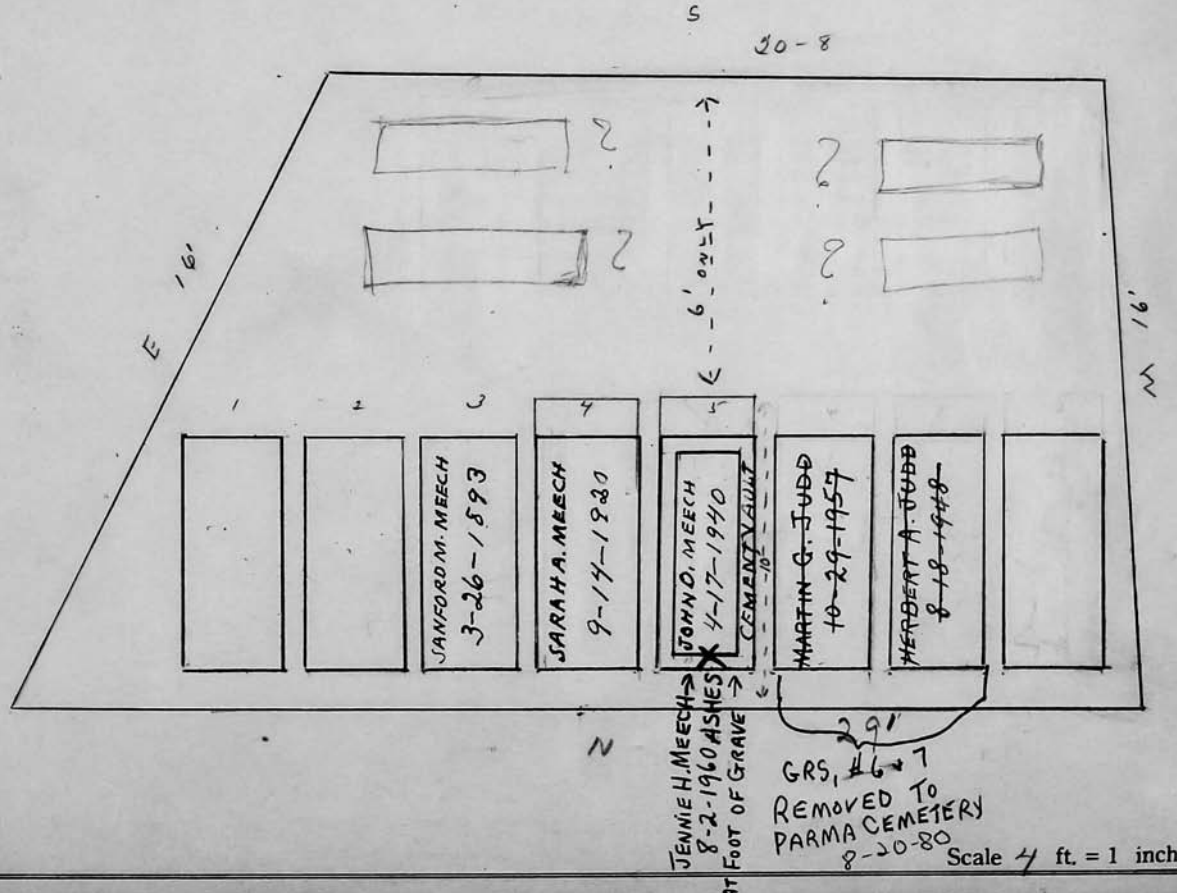 S
20-8
?
?
?
?
6' ONLY
E 16'
16'
W
1
2
3
4
5
SANFORD M. MEECH
3-26-1893
SARAH A. MEECH
9-14-1920
JOHN O. MEECH
4-17-1940
CEMENT VAULT
10-
MARTIN G. JUDD
10-29-1957
HERBERT A. JUDD
8-18-1948
N
JENNIE H. MEECH→
8-2-1960 ASHES X
AT FOOT OF GRAVE →
29'
GRS, #6 & 7
REMOVED TO
PARMA CEMETERY
8-20-80
Scale 4 ft. = 1 inch